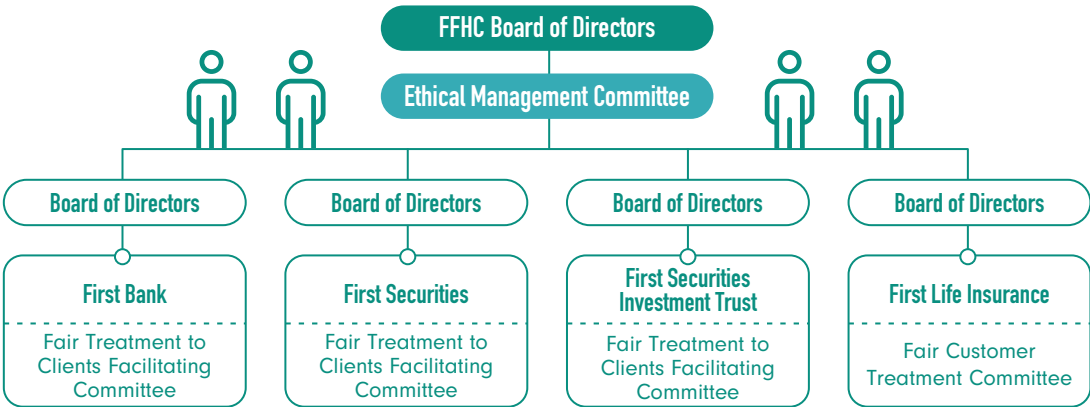 FFHC Board of Directors
Ethical Management Committee
Board of Directors
Board of Directors
Board of Directors
Board of Directors
First Bank
Fair Treatment to
Clients Facilitating
Committee
First Securities
Fair Treatment to
Clients Facilitating
Committee
First Securities
Investment Trust
Fair Treatment to
Clients Facilitating
Committee
First Life Insurance
Fair Customer
Treatment Committee